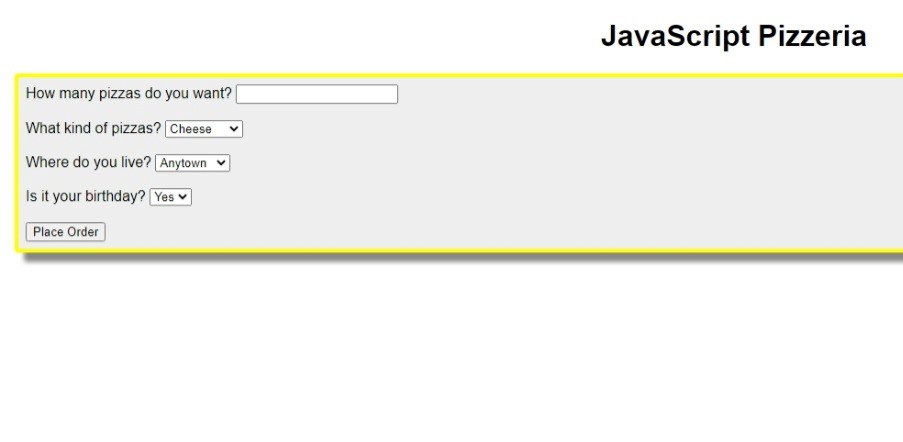 JavaScript Pizzeria
How many pizzas do you want?
What kind of pizzas? Cheese
Where do you live? Anytown
Is it your birthday? Yes
Place Order